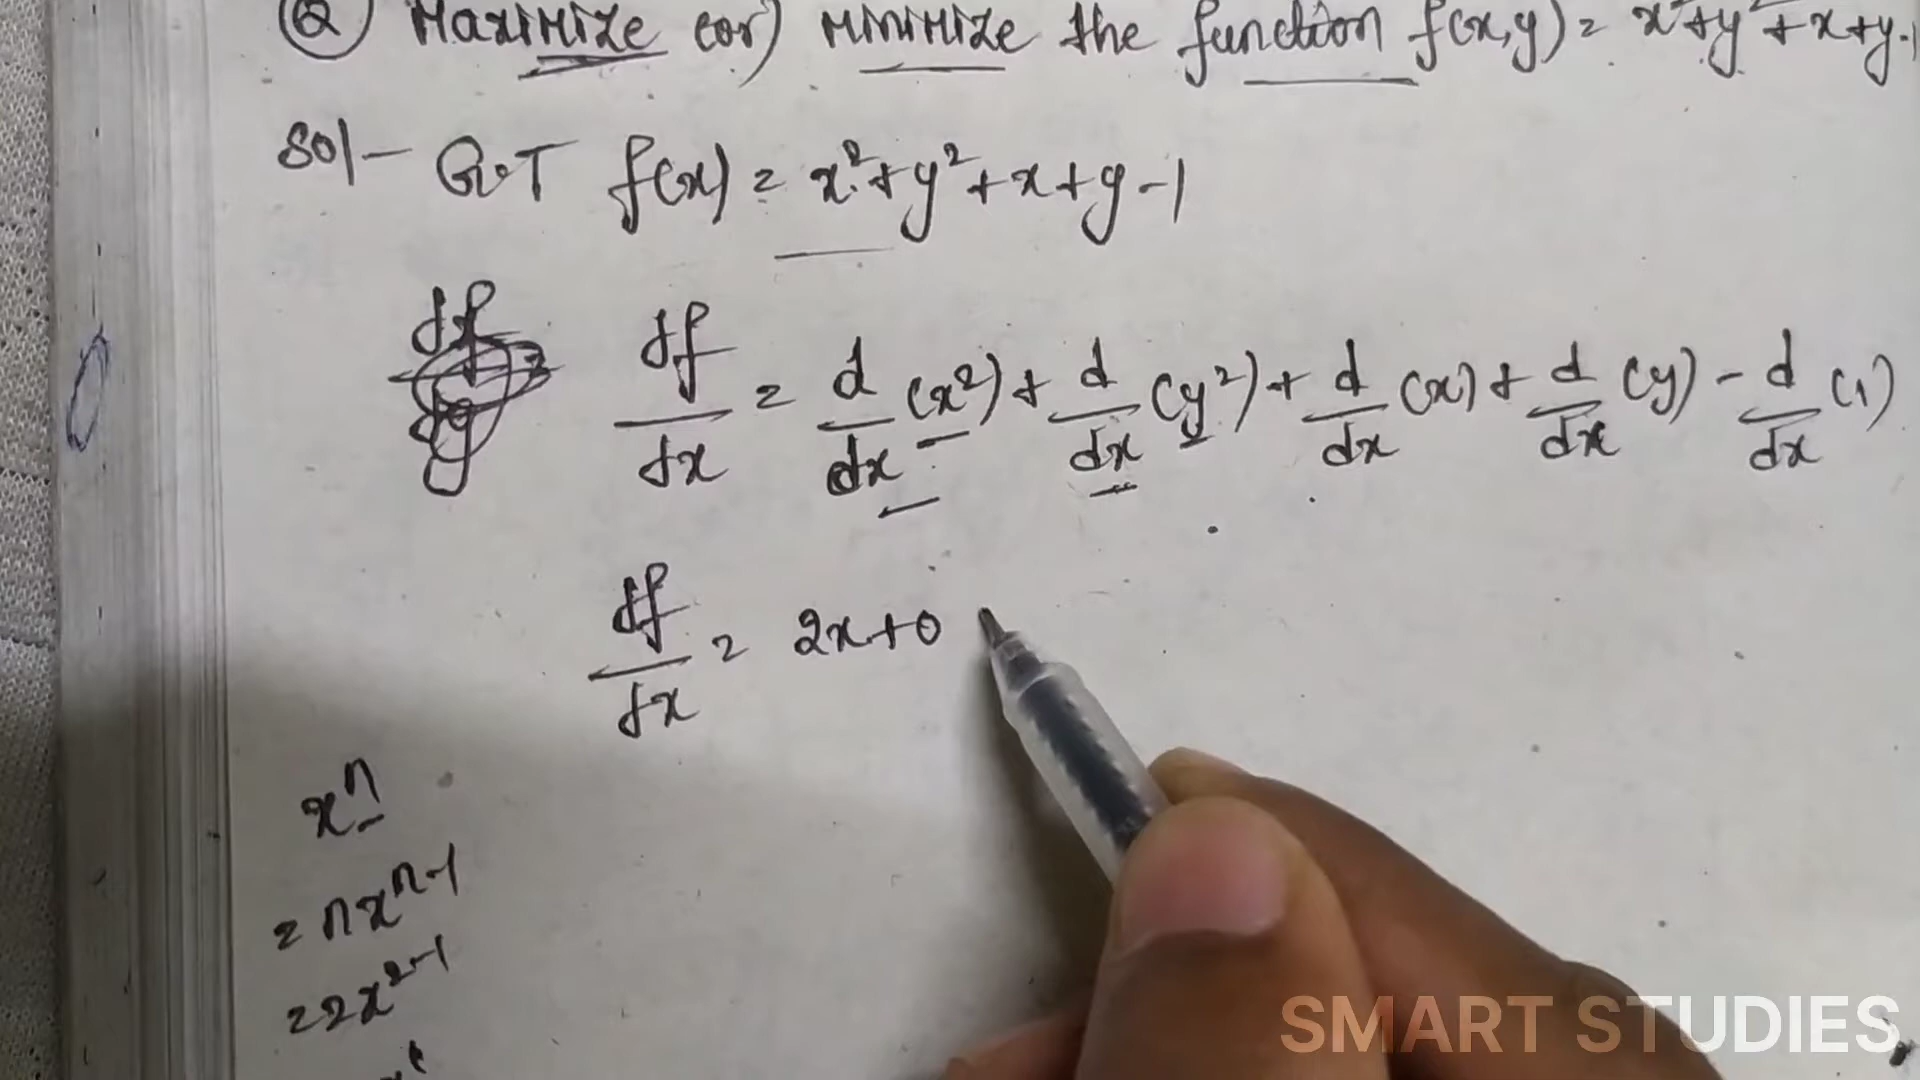 Q Maximize (or) minimize the function f(x,y) = x²+y²+x+y-1
Sol- G.T f(x) = x²+y²+x+y-1
df/dx = d/dx (x²) + d/dx (y²) + d/dx (x) + d/dx (y) - d/dx (1)
df/dx = 2x+0
xⁿ
= nxⁿ⁻¹
= 2x²⁻¹
SMART STUDIES